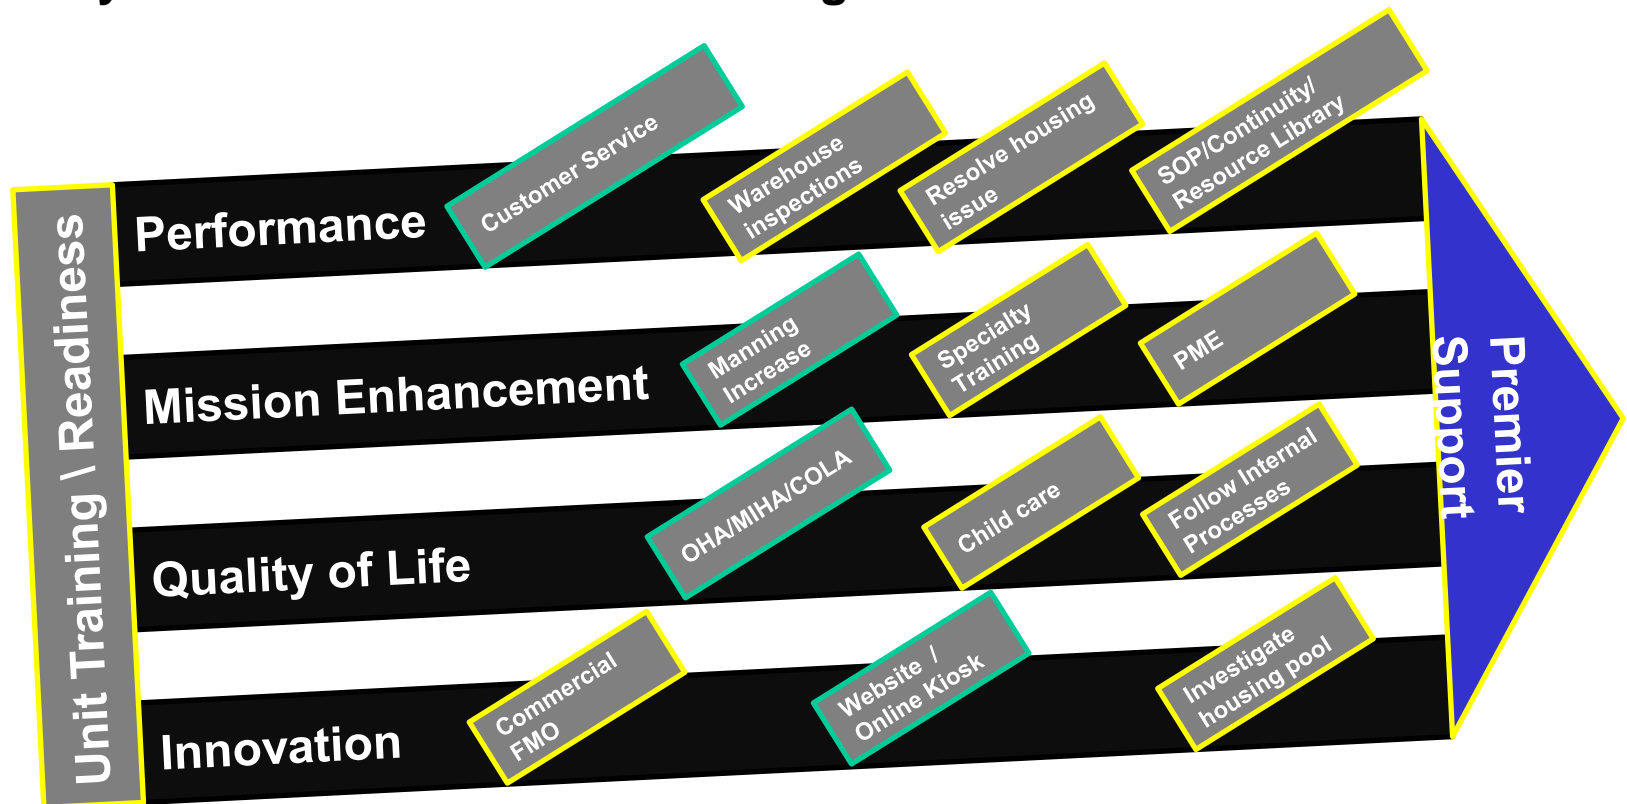 Unit Training \ Readiness
Performance
Customer Service
Warehouse
inspections
Resolve housing
issue
SOP/Continuity/
Resource Library
Mission Enhancement
Manning
Increase
Specialty
Training
PME
Quality of Life
OHA/MIHA/COLA
Child care
Follow Internal
Processes
Innovation
Commercial
FMO
Website /
Online Kiosk
Investigate
housing pool
Premier
Support